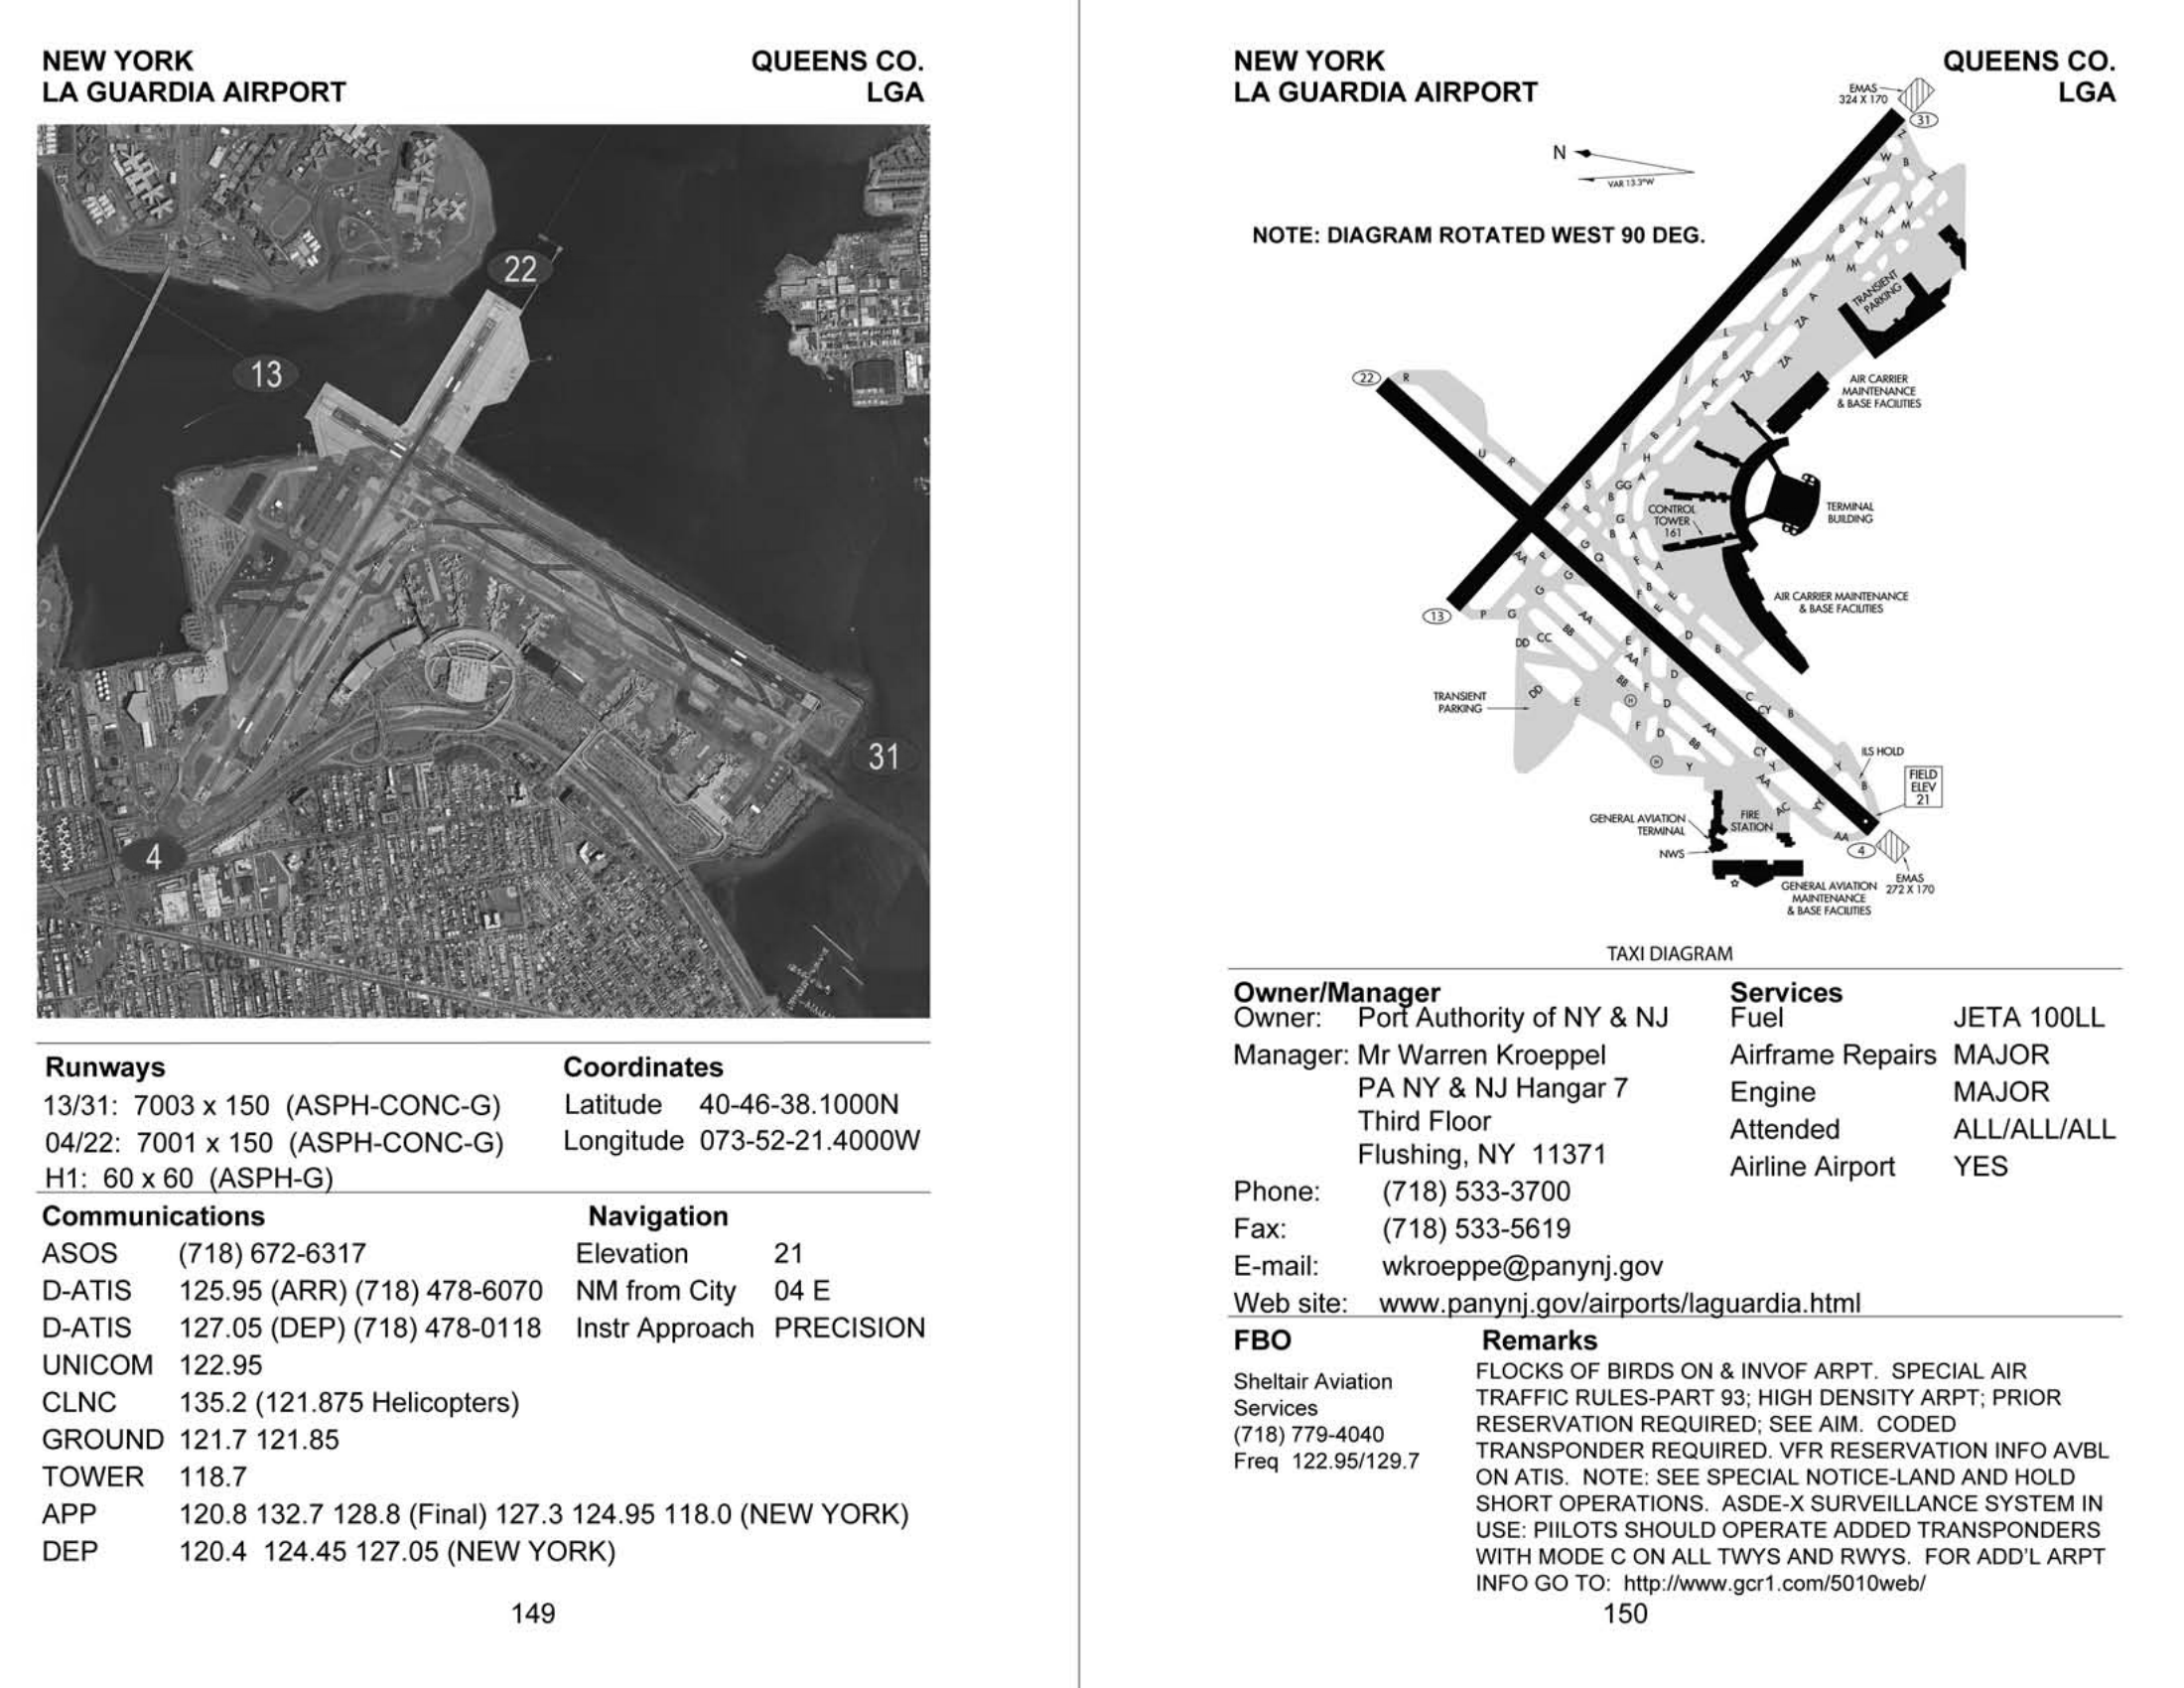 NEW YORK
LA GUARDIA AIRPORT
QUEENS CO.
LGA
22
13
31
4
Runways
13/31: 7003 x 150 (ASPH-CONC-G)
04/22: 7001 x 150 (ASPH-CONC-G)
H1: 60 x 60 (ASPH-G)
Coordinates
Latitude 40-46-38.1000N
Longitude 073-52-21.4000W
Communications
ASOS (718) 672-6317
D-ATIS 125.95 (ARR) (718) 478-6070
D-ATIS 127.05 (DEP) (718) 478-0118
UNICOM 122.95
CLNC 135.2 (121.875 Helicopters)
GROUND 121.7 121.85
TOWER 118.7
APP 120.8 132.7 128.8 (Final) 127.3 124.95 118.0 (NEW YORK)
DEP 120.4 124.45 127.05 (NEW YORK)
Navigation
Elevation 21
NM from City 04 E
Instr Approach PRECISION
149
NEW YORK
LA GUARDIA AIRPORT
QUEENS CO.
LGA
EMAS
324 X 170
31
N
VAR 13.3°W
NOTE: DIAGRAM ROTATED WEST 90 DEG.
TRANSIENT
PARKING
22
AIR CARRIER
MAINTENANCE
& BASE FACILITIES
CONTROL
TOWER
161
TERMINAL
BUILDING
13
AIR CARRIER MAINTENANCE
& BASE FACILITIES
TRANSIENT
PARKING
ILS HOLD
FIELD
ELEV
21
GENERAL AVIATION
TERMINAL
FIRE
STATION
NWS
4
EMAS
272 X 170
GENERAL AVIATION
MAINTENANCE
& BASE FACILITIES
TAXI DIAGRAM
Owner/Manager
Owner: Port Authority of NY & NJ
Manager: Mr Warren Kroeppel
PA NY & NJ Hangar 7
Third Floor
Flushing, NY 11371
Phone: (718) 533-3700
Fax: (718) 533-5619
E-mail: wkroeppe@panynj.gov
Web site: www.panynj.gov/airports/laguardia.html
Services
Fuel JETA 100LL
Airframe Repairs MAJOR
Engine MAJOR
Attended ALL/ALL/ALL
Airline Airport YES
FBO
Sheltair Aviation
Services
(718) 779-4040
Freq 122.95/129.7
Remarks
FLOCKS OF BIRDS ON & INVOF ARPT. SPECIAL AIR
TRAFFIC RULES-PART 93; HIGH DENSITY ARPT; PRIOR
RESERVATION REQUIRED; SEE AIM. CODED
TRANSPONDER REQUIRED. VFR RESERVATION INFO AVBL
ON ATIS. NOTE: SEE SPECIAL NOTICE-LAND AND HOLD
SHORT OPERATIONS. ASDE-X SURVEILLANCE SYSTEM IN
USE: PIILOTS SHOULD OPERATE ADDED TRANSPONDERS
WITH MODE C ON ALL TWYS AND RWYS. FOR ADD'L ARPT
INFO GO TO: http://www.gcr1.com/5010web/
150